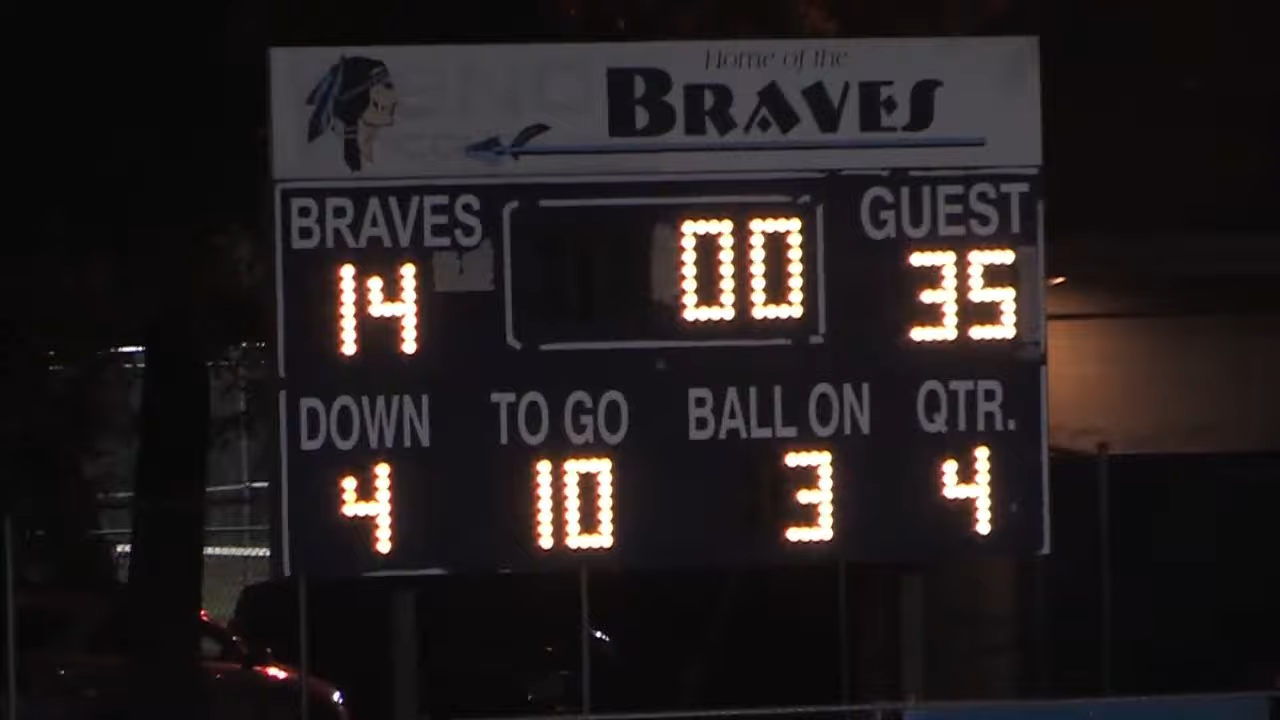 Home of the
BRAVES
BRAVES
00
GUEST
14
35
DOWN
TO GO
BALL ON
QTR.
4
10
3
4